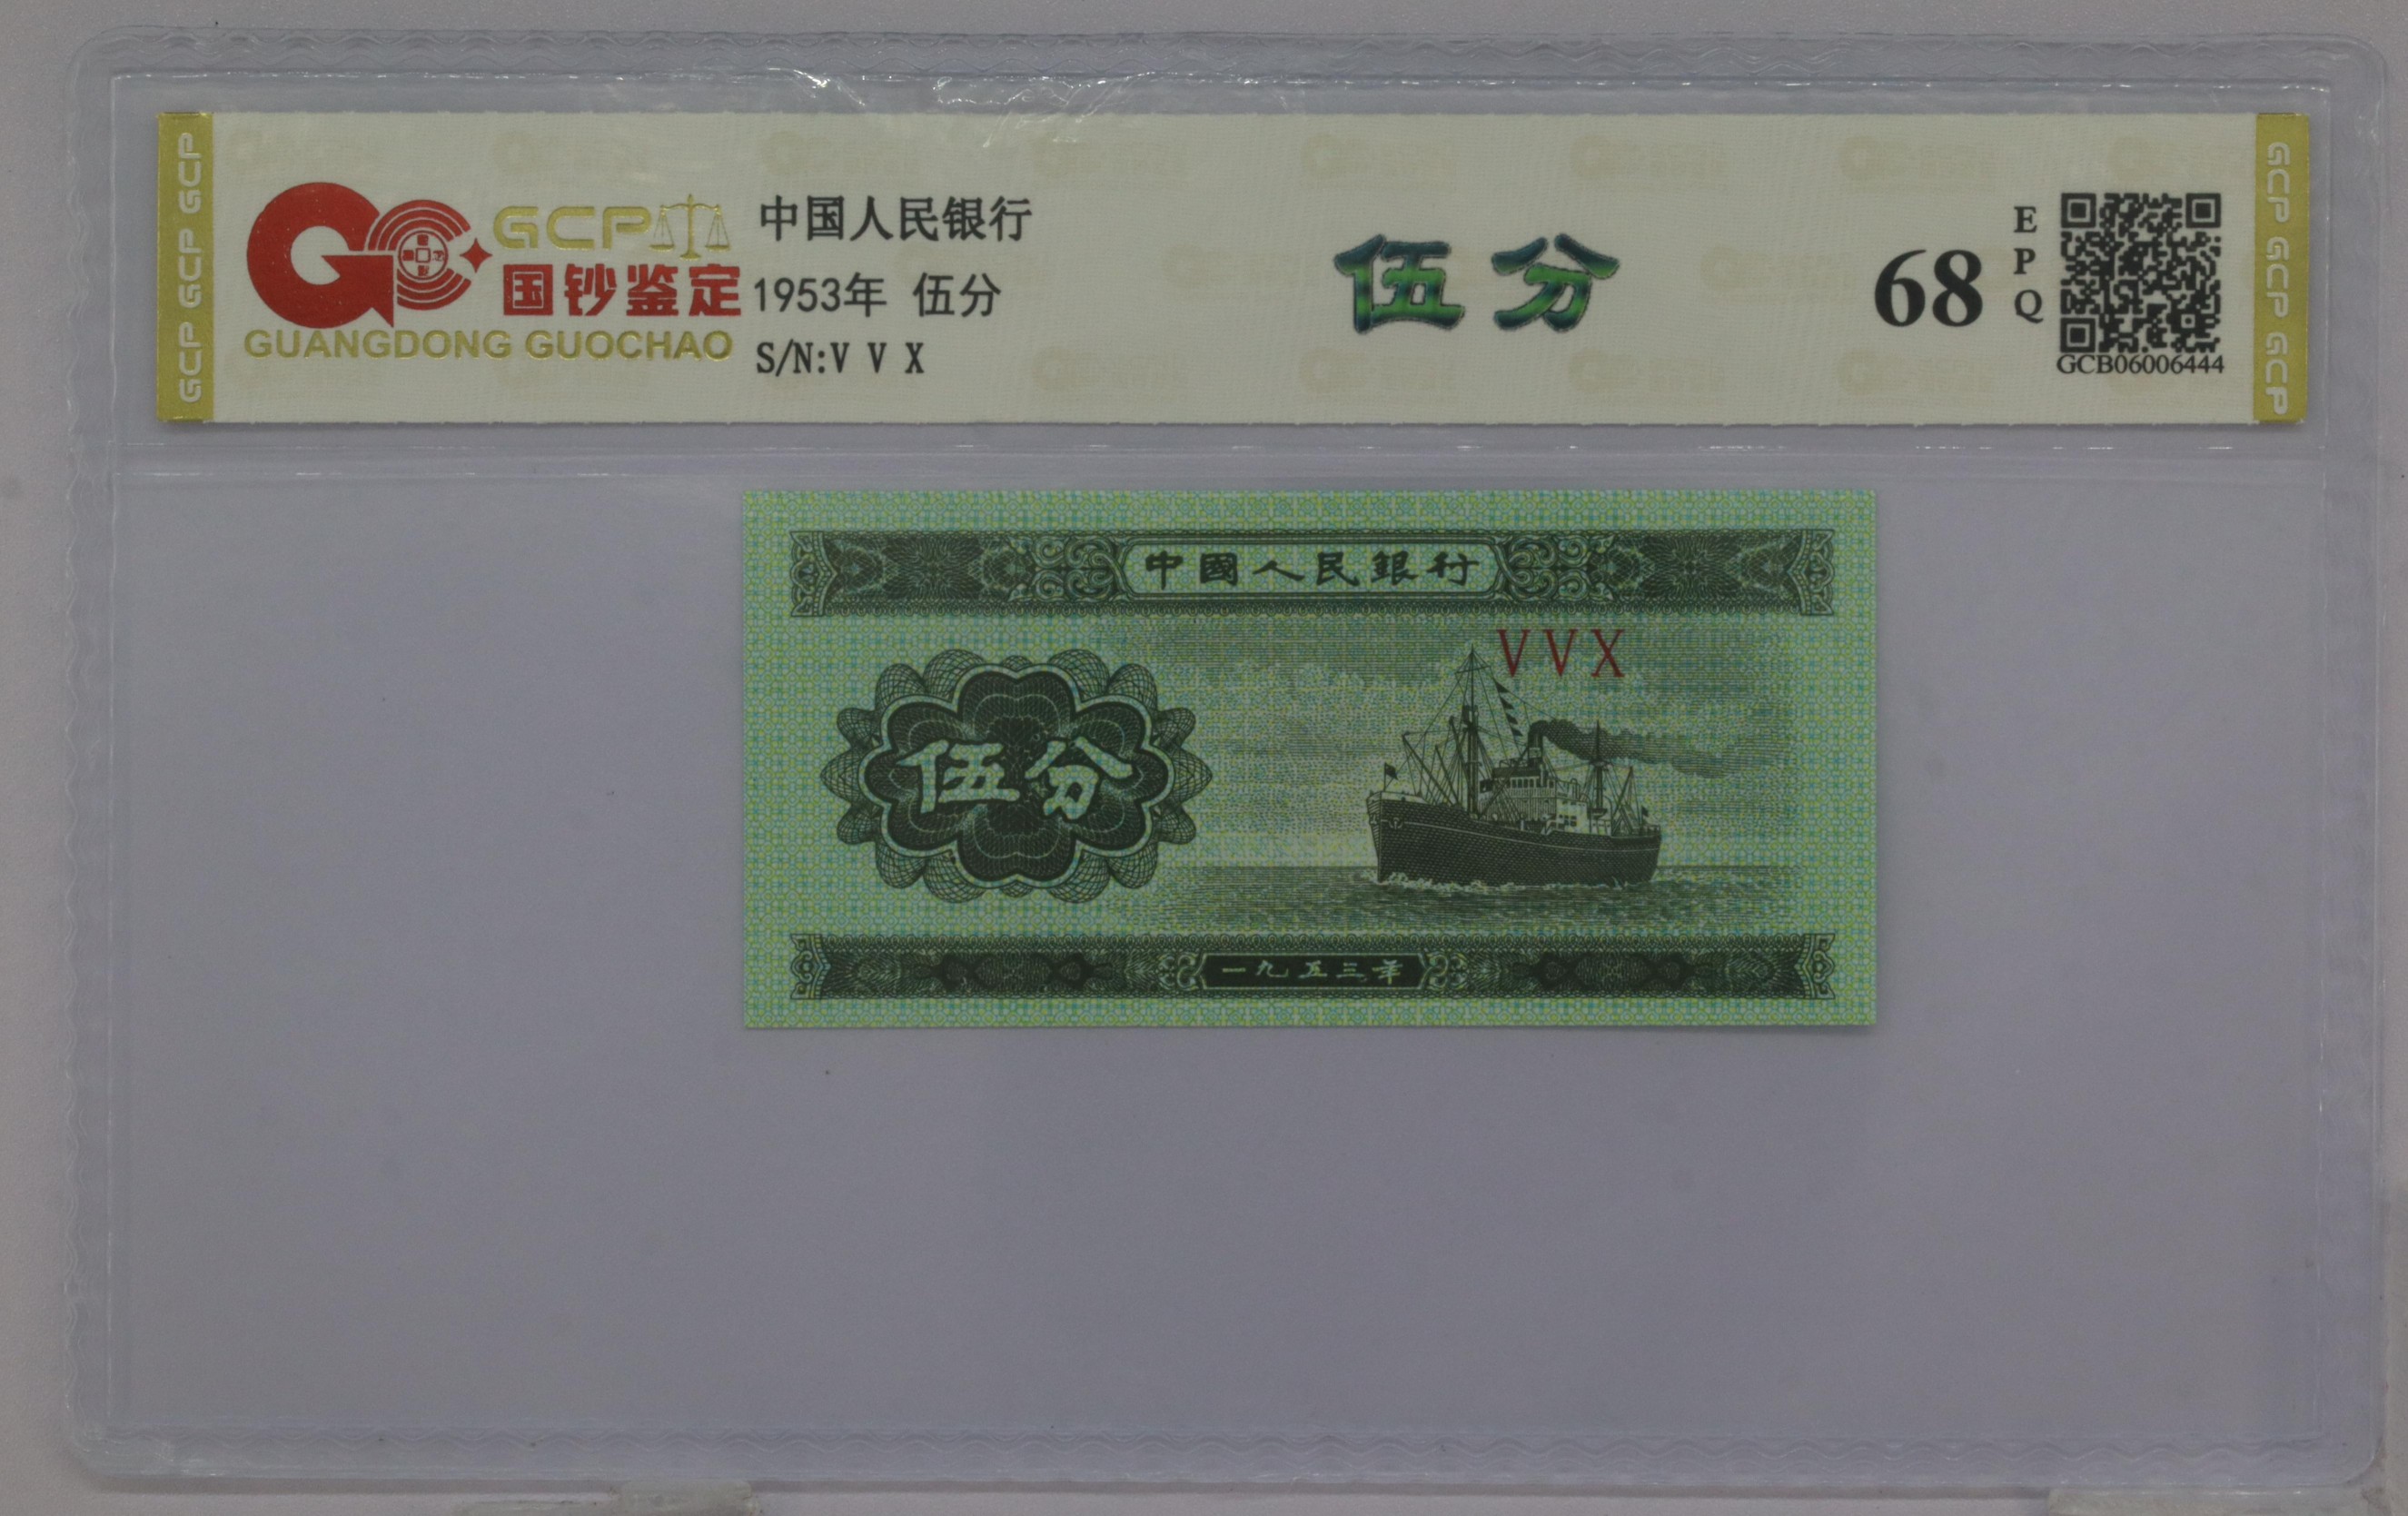 GCP GCP GCP
GCP
国钞鉴定
GUANGDONG GUOCHAO
中国人民银行
1953年 伍分
S/N:V V X
伍分
68
EPQ
GCB06006444
GCP GCP GCP
中國人民銀行
VVX
伍分
一九五三年